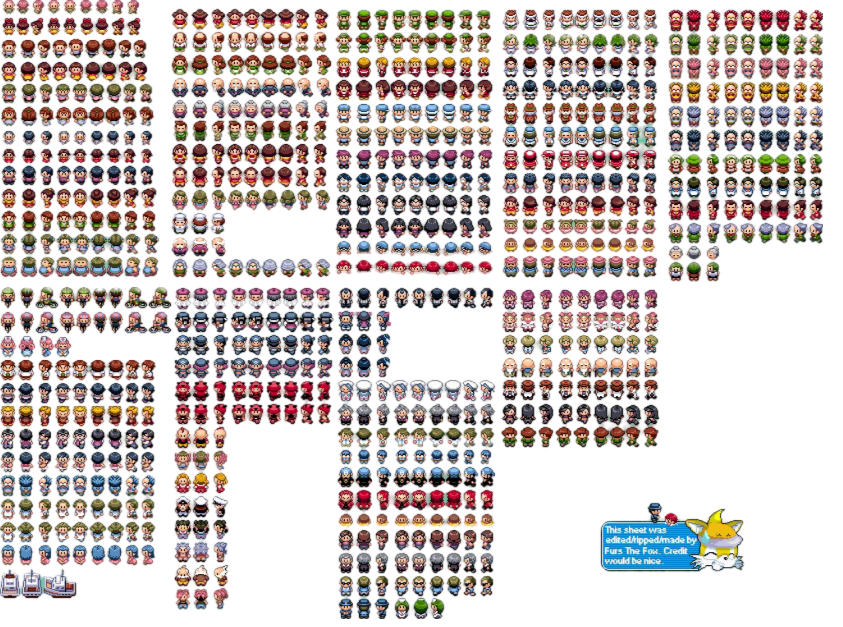 This sheet was
edited/ripped/made by
Furs The Fox. Credit
would be nice.